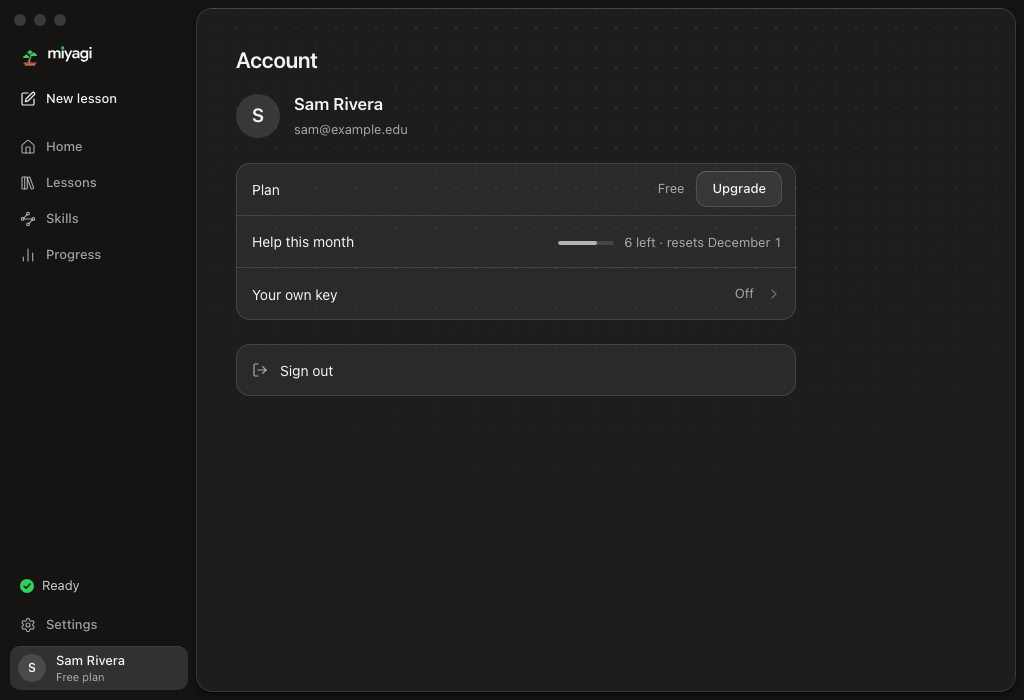 miyagi
New lesson
Home
Lessons
Skills
Progress
Ready
Settings
S
Sam Rivera
Free plan
Account
S
Sam Rivera
sam@example.edu
Plan
Free
Upgrade
Help this month
6 left · resets December 1
Your own key
Off
Sign out